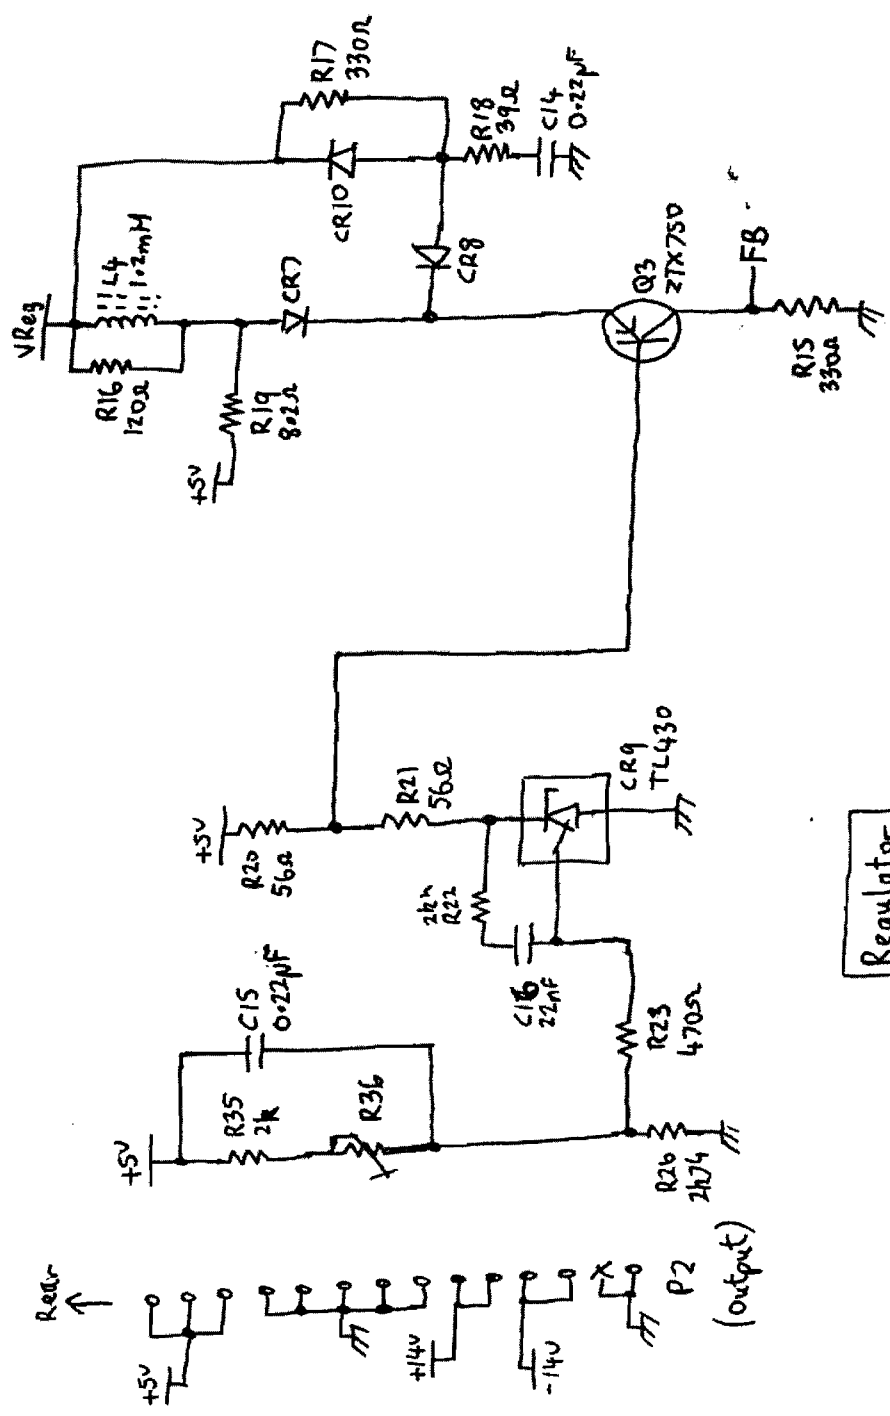 VReg
L4
1.2mH
R16
120Ω
+5V
R19
8.2Ω
CR7
R17
330Ω
CR10
R18
39Ω
C14
0.22µF
CR8
Q3
ZTX750
FB
R15
330Ω
+5V
R20
56Ω
R21
56Ω
2k2
R22
C16
22nF
CR9
TL430
+5V
C15
0.22µF
R35
2k
R36
R23
470Ω
R26
2k74
Rear
+5V
+14V
-14V
X
P2
(output)
Regulator